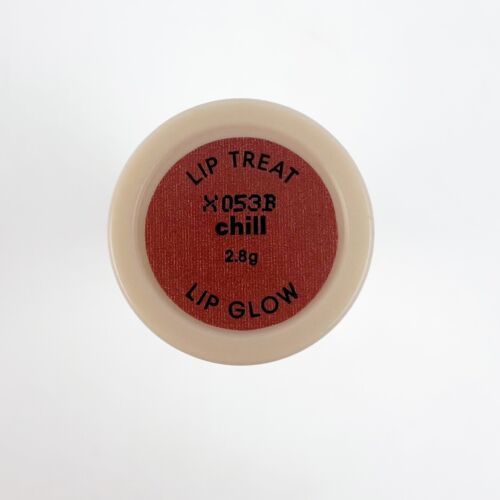 LIP TREAT
X053B
chill
2.8g
LIP GLOW